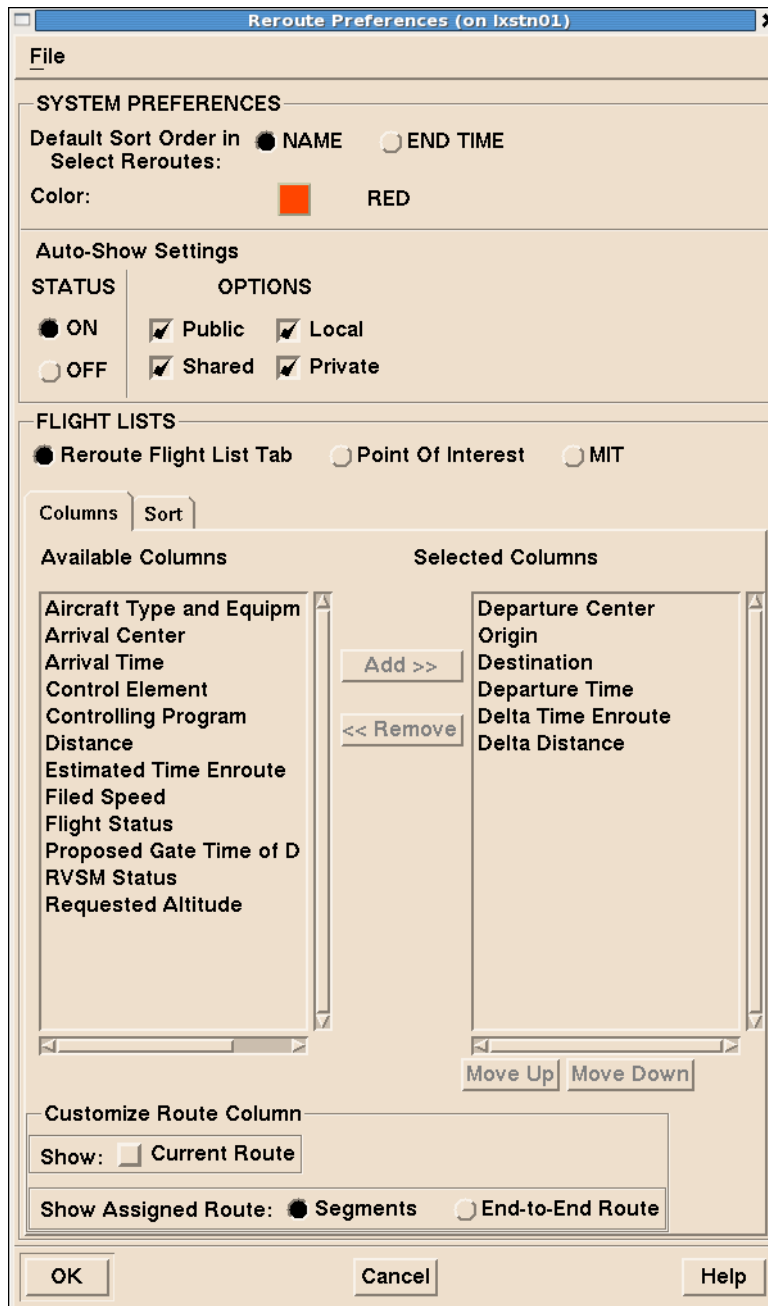 Reroute Preferences (on lxstn01)
File
SYSTEM PREFERENCES
Default Sort Order in
Select Reroutes:
NAME
END TIME
Color:
RED
Auto-Show Settings
STATUS
OPTIONS
ON
Public
Local
OFF
Shared
Private
FLIGHT LISTS
Reroute Flight List Tab
Point Of Interest
MIT
Columns
Sort
Available Columns
Selected Columns
Aircraft Type and Equipm
Arrival Center
Arrival Time
Control Element
Controlling Program
Distance
Estimated Time Enroute
Filed Speed
Flight Status
Proposed Gate Time of D
RVSM Status
Requested Altitude
Add >>
<< Remove
Departure Center
Origin
Destination
Departure Time
Delta Time Enroute
Delta Distance
Move Up
Move Down
Customize Route Column
Show:
Current Route
Show Assigned Route:
Segments
End-to-End Route
OK
Cancel
Help